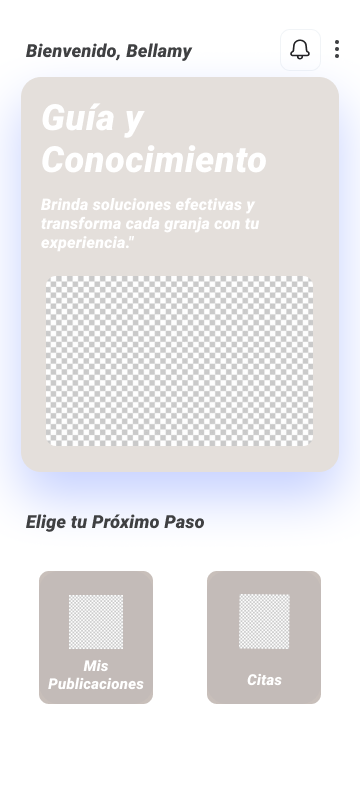 Bienvenido, Bellamy
Guía y
Conocimiento
Brinda soluciones efectivas y
transforma cada granja con tu
experiencia."
Elige tu Próximo Paso
Mis
Publicaciones
Citas